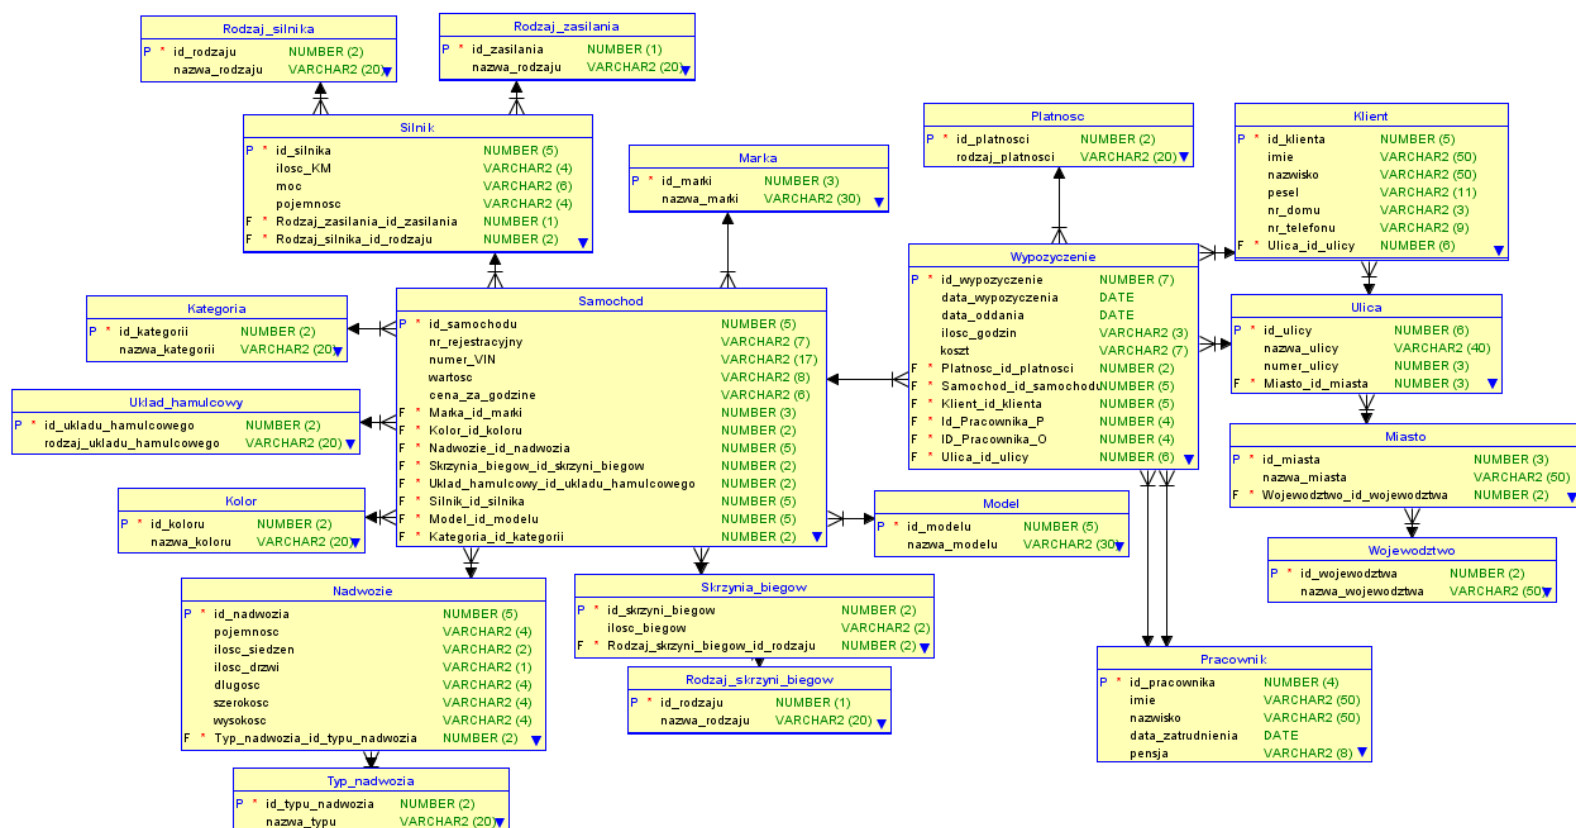 Rodzaj_silnika
P * id_rodzaju NUMBER (2)
nazwa_rodzaju VARCHAR2 (20)
Rodzaj_zasilania
P * id_zasilania NUMBER (1)
nazwa_rodzaju VARCHAR2 (20)
Silnik
P * id_silnika NUMBER (5)
ilosc_KM VARCHAR2 (4)
moc VARCHAR2 (6)
pojemnosc VARCHAR2 (4)
F * Rodzaj_zasilania_id_zasilania NUMBER (1)
F * Rodzaj_silnika_id_rodzaju NUMBER (2)
Marka
P * id_marki NUMBER (3)
nazwa_marki VARCHAR2 (30)
Platnosc
P * id_platnosci NUMBER (2)
rodzaj_platnosci VARCHAR2 (20)
Klient
P * id_klienta NUMBER (5)
imie VARCHAR2 (50)
nazwisko VARCHAR2 (50)
pesel VARCHAR2 (11)
nr_domu VARCHAR2 (3)
nr_telefonu VARCHAR2 (9)
F * Ulica_id_ulicy NUMBER (6)
Kategoria
P * id_kategorii NUMBER (2)
nazwa_kategorii VARCHAR2 (20)
Samochod
P * id_samochodu NUMBER (5)
nr_rejestracyjny VARCHAR2 (7)
numer_VIN VARCHAR2 (17)
wartosc VARCHAR2 (8)
cena_za_godzine VARCHAR2 (6)
F * Marka_id_marki NUMBER (3)
F * Kolor_id_koloru NUMBER (2)
F * Nadwozie_id_nadwozia NUMBER (5)
F * Skrzynia_biegow_id_skrzyni_biegow NUMBER (2)
F * Uklad_hamulcowy_id_ukladu_hamulcowego NUMBER (2)
F * Silnik_id_silnika NUMBER (5)
F * Model_id_modelu NUMBER (5)
F * Kategoria_id_kategorii NUMBER (2)
Wypozyczenie
P * id_wypozyczenie NUMBER (7)
data_wypozyczenia DATE
data_oddania DATE
ilosc_godzin VARCHAR2 (3)
koszt VARCHAR2 (7)
F * Platnosc_id_platnosci NUMBER (2)
F * Samochod_id_samochodu NUMBER (5)
F * Klient_id_klienta NUMBER (5)
F * Id_Pracownika_P NUMBER (4)
F * ID_Pracownika_O NUMBER (4)
F * Ulica_id_ulicy NUMBER (6)
Ulica
P * id_ulicy NUMBER (6)
nazwa_ulicy VARCHAR2 (40)
numer_ulicy NUMBER (3)
F * Miasto_id_miasta NUMBER (3)
Uklad_hamulcowy
P * id_ukladu_hamulcowego NUMBER (2)
rodzaj_ukladu_hamulcowego VARCHAR2 (20)
Miasto
P * id_miasta NUMBER (3)
nazwa_miasta VARCHAR2 (50)
F * Wojewodztwo_id_wojewodztwa NUMBER (2)
Kolor
P * id_koloru NUMBER (2)
nazwa_koloru VARCHAR2 (20)
Model
P * id_modelu NUMBER (5)
nazwa_modelu VARCHAR2 (30)
Wojewodztwo
P * id_wojewodztwa NUMBER (2)
nazwa_wojewodztwa VARCHAR2 (50)
Nadwozie
P * id_nadwozia NUMBER (5)
pojemnosc VARCHAR2 (4)
ilosc_siedzen VARCHAR2 (2)
ilosc_drzwi VARCHAR2 (1)
dlugosc VARCHAR2 (4)
szerokosc VARCHAR2 (4)
wysokosc VARCHAR2 (4)
F * Typ_nadwozia_id_typu_nadwozia NUMBER (2)
Skrzynia_biegow
P * id_skrzyni_biegow NUMBER (2)
ilosc_biegow VARCHAR2 (2)
F * Rodzaj_skrzyni_biegow_id_rodzaju NUMBER (2)
Rodzaj_skrzyni_biegow
P * id_rodzaju NUMBER (1)
nazwa_rodzaju VARCHAR2 (20)
Pracownik
P * id_pracownika NUMBER (4)
imie VARCHAR2 (50)
nazwisko VARCHAR2 (50)
data_zatrudnienia DATE
pensja VARCHAR2 (8)
Typ_nadwozia
P * id_typu_nadwozia NUMBER (2)
nazwa_typu VARCHAR2 (20)